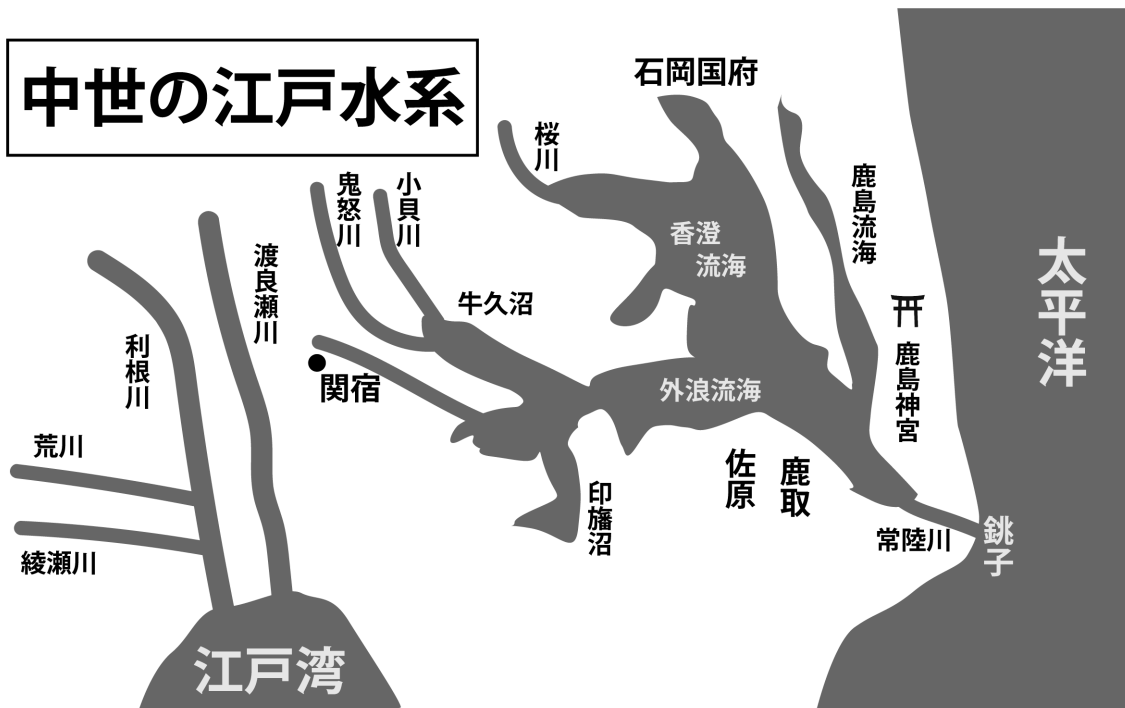 中世の江戸水系
石岡国府
桜川
鬼怒川
小貝川
鹿島流海
渡良瀬川
香澄
流海
太平洋
牛久沼
利根川
関宿
鹿島神宮
外浪流海
荒川
佐原
鹿取
印旛沼
綾瀬川
常陸川
銚子
江戸湾